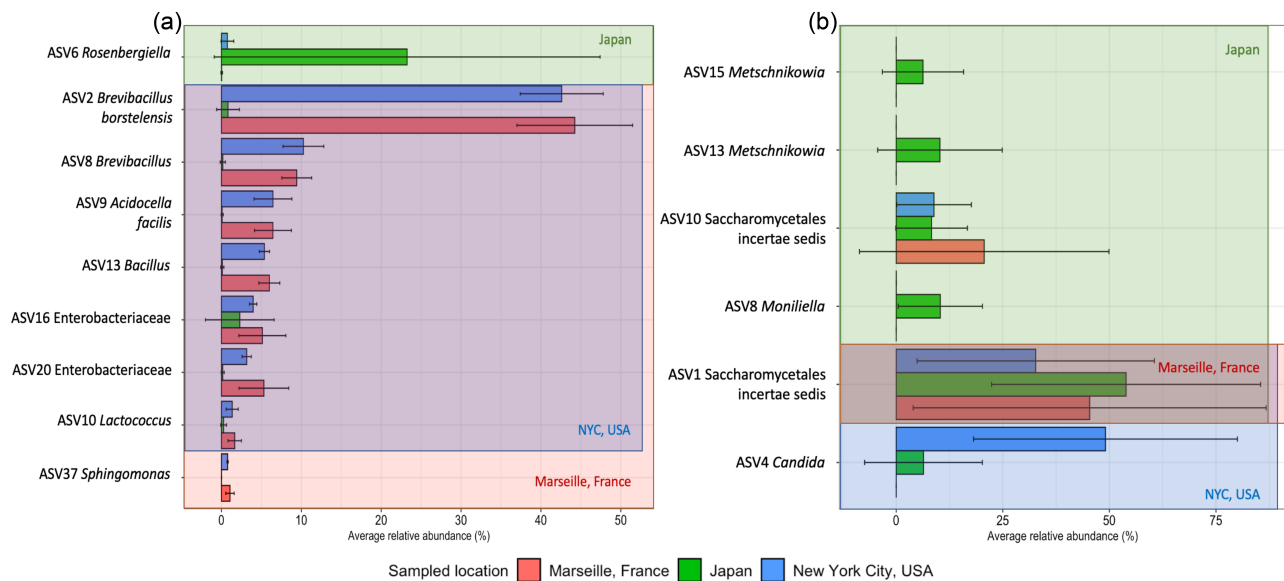 (a)
Japan
ASV6 Rosenbergiella
ASV2 Brevibacillus
borstelensis
ASV8 Brevibacillus
ASV9 Acidocella
facilis
ASV13 Bacillus
ASV16 Enterobacteriaceae
ASV20 Enterobacteriaceae
ASV10 Lactococcus
NYC, USA
ASV37 Sphingomonas
Marseille, France
0 10 20 30 40 50
Average relative abundance (%)
(b)
Japan
ASV15 Metschnikowia
ASV13 Metschnikowia
ASV10 Saccharomycetales
incertae sedis
ASV8 Moniliella
Marseille, France
ASV1 Saccharomycetales
incertae sedis
ASV4 Candida
NYC, USA
0 25 50 75
Average relative abundance (%)
Sampled location Marseille, France Japan New York City, USA